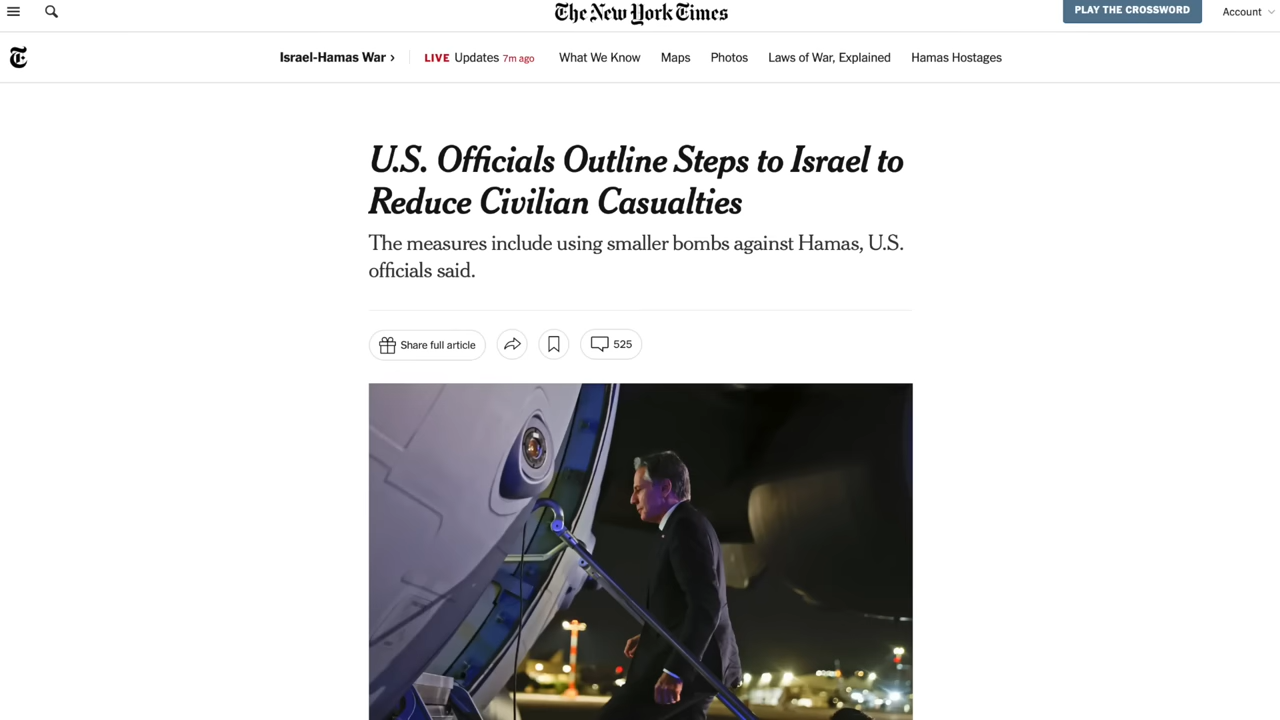 The New York Times
PLAY THE CROSSWORD
Account
Israel-Hamas War ›
LIVE Updates 7m ago
What We Know
Maps
Photos
Laws of War, Explained
Hamas Hostages
U.S. Officials Outline Steps to Israel to
Reduce Civilian Casualties
The measures include using smaller bombs against Hamas, U.S.
officials said.
Share full article
525